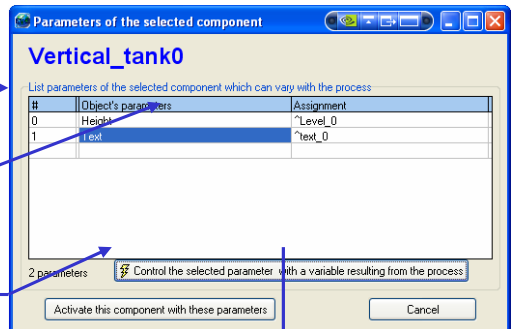 Parameters of the selected component
Vertical_tank0
List parameters of the selected component which can vary with the process
# Object's parameters Assignment
0 Height ^Level_0
1 Text ^text_0
2 parameters Control the selected parameter with a variable resulting from the process
Activate this component with these parameters Cancel